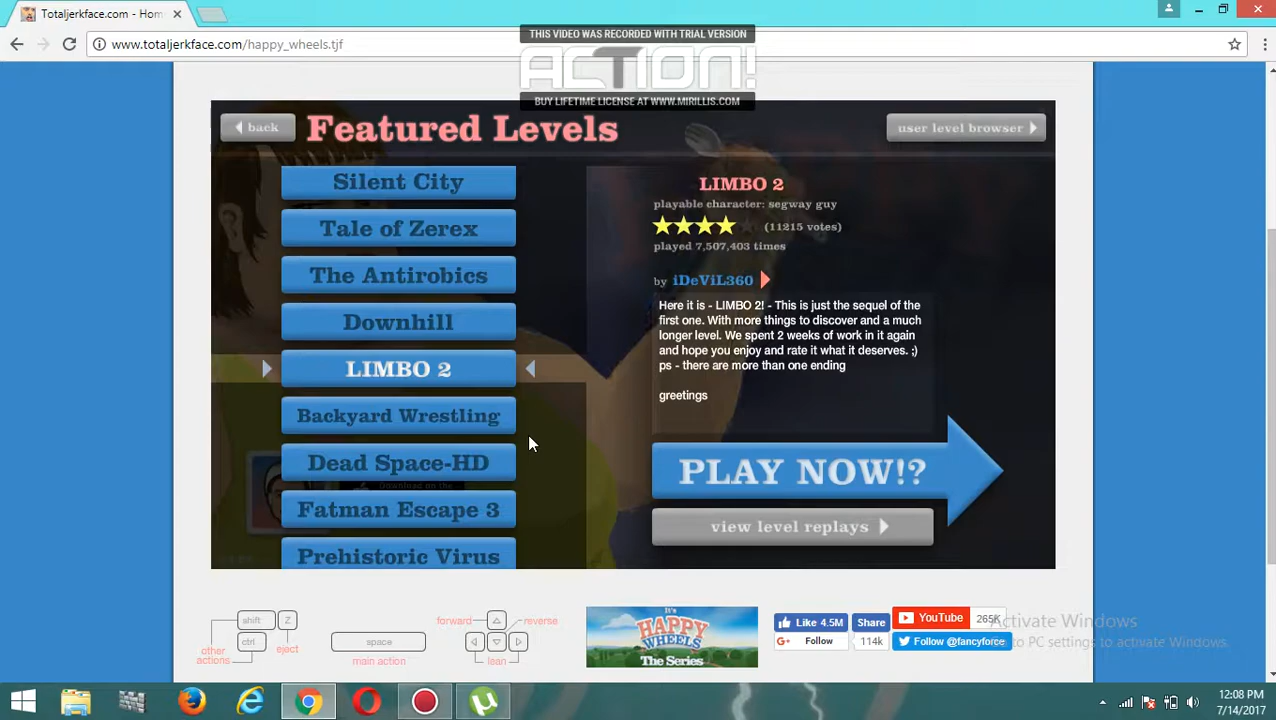 Totaljerkface.com - Hom
www.totaljerkface.com/happy_wheels.tjf
THIS VIDEO WAS RECORDED WITH TRIAL VERSION
ACTION!
BUY LIFETIME LICENSE AT WWW.MIRILLIS.COM
back
Featured Levels
user level browser
Silent City
Tale of Zerex
The Antirobics
Downhill
LIMBO 2
Backyard Wrestling
Dead Space-HD
Fatman Escape 3
Prehistoric Virus
LIMBO 2
playable character: segway guy
(11215 votes)
played 7,507,403 times
by iDeViL360
Here it is - LIMBO 2! - This is just the sequel of the
first one. With more things to discover and a much
longer level. We spent 2 weeks of work in it again
and hope you enjoy and rate it what it deserves. ;)
ps - there are more than one ending
greetings
PLAY NOW!?
view level replays
Download on the
shift
Z
ctrl
eject
other
actions
space
main action
forward
reverse
lean
It's
HAPPY
WHEELS
The Series
Like 4.5M
Share
YouTube
265K
G+ Follow
114k
Follow @fancyforce
Activate Windows
to PC settings to activate Windows.
12:08 PM
7/14/2017